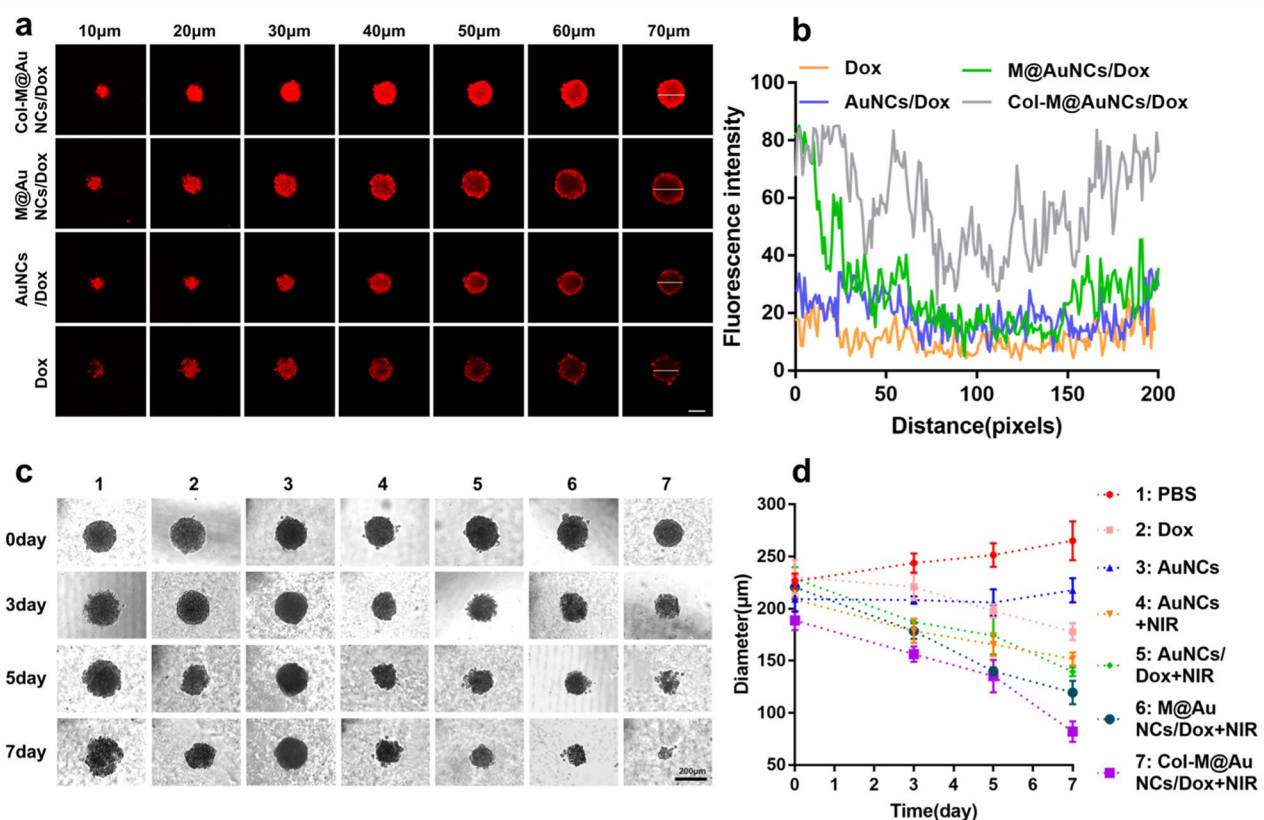 a
10μm 20μm 30μm 40μm 50μm 60μm 70μm
Col-M@Au
NCs/Dox
M@Au
NCs/Dox
AuNCs
/Dox
Dox
b
Dox
M@AuNCs/Dox
AuNCs/Dox
Col-M@AuNCs/Dox
Fluorescence intensity
100
80
60
40
20
0
0 50 100 150 200
Distance(pixels)
c
1 2 3 4 5 6 7
0day
3day
5day
7day
200μm
d
Diameter(μm)
300
250
200
150
100
50
0 1 2 3 4 5 6 7
Time(day)
1: PBS
2: Dox
3: AuNCs
4: AuNCs
+NIR
5: AuNCs/
Dox+NIR
6: M@Au
NCs/Dox+NIR
7: Col-M@Au
NCs/Dox+NIR